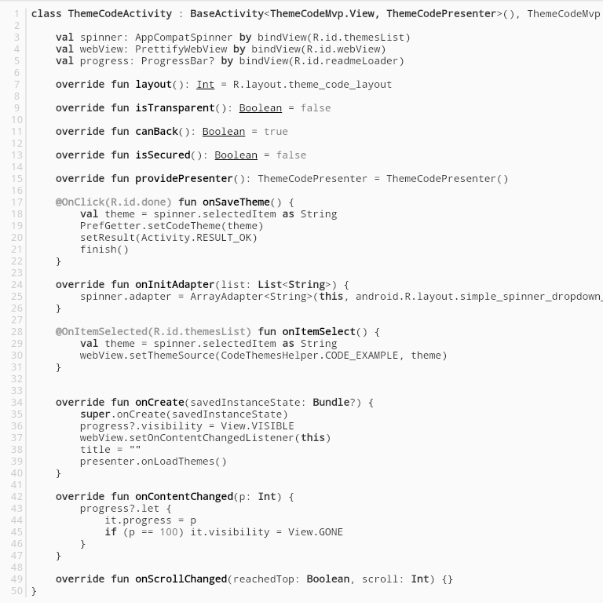 1 class ThemeCodeActivity : BaseActivity<ThemeCodeMvp.View, ThemeCodePresenter>(), ThemeCodeMvp
2
3     val spinner: AppCompatSpinner by bindView(R.id.themesList)
4     val webView: PrettifyWebView by bindView(R.id.webView)
5     val progress: ProgressBar? by bindView(R.id.readmeLoader)
6
7     override fun layout(): Int = R.layout.theme_code_layout
8
9     override fun isTransparent(): Boolean = false
10
11     override fun canBack(): Boolean = true
12
13     override fun isSecured(): Boolean = false
14
15     override fun providePresenter(): ThemeCodePresenter = ThemeCodePresenter()
16
17     @OnClick(R.id.done) fun onSaveTheme() {
18         val theme = spinner.selectedItem as String
19         PrefGetter.setCodeTheme(theme)
20         setResult(Activity.RESULT_OK)
21         finish()
22     }
23
24     override fun onInitAdapter(list: List<String>) {
25         spinner.adapter = ArrayAdapter<String>(this, android.R.layout.simple_spinner_dropdown_
26     }
27
28     @OnItemSelected(R.id.themesList) fun onItemSelect() {
29         val theme = spinner.selectedItem as String
30         webView.setThemeSource(CodeThemesHelper.CODE_EXAMPLE, theme)
31     }
32
33
34     override fun onCreate(savedInstanceState: Bundle?) {
35         super.onCreate(savedInstanceState)
36         progress?.visibility = View.VISIBLE
37         webView.setOnContentChangedListener(this)
38         title = ""
39         presenter.onLoadThemes()
40     }
41
42     override fun onContentChanged(p: Int) {
43         progress?.let {
44             it.progress = p
45             if (p == 100) it.visibility = View.GONE
46         }
47     }
48
49     override fun onScrollChanged(reachedTop: Boolean, scroll: Int) {}
50 }